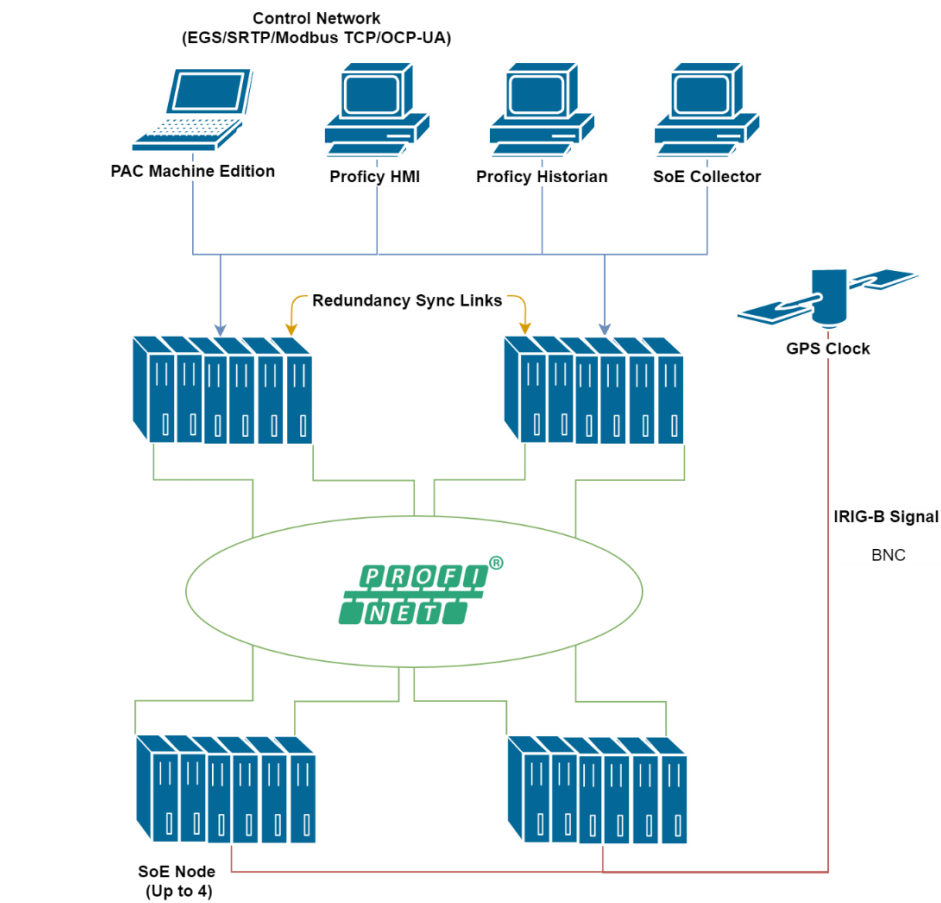 Control Network
(EGS/SRTP/Modbus TCP/OCP-UA)
PAC Machine Edition
Proficy HMI
Proficy Historian
SoE Collector
Redundancy Sync Links
GPS Clock
IRIG-B Signal
BNC
PROFI®
NET
SoE Node
(Up to 4)